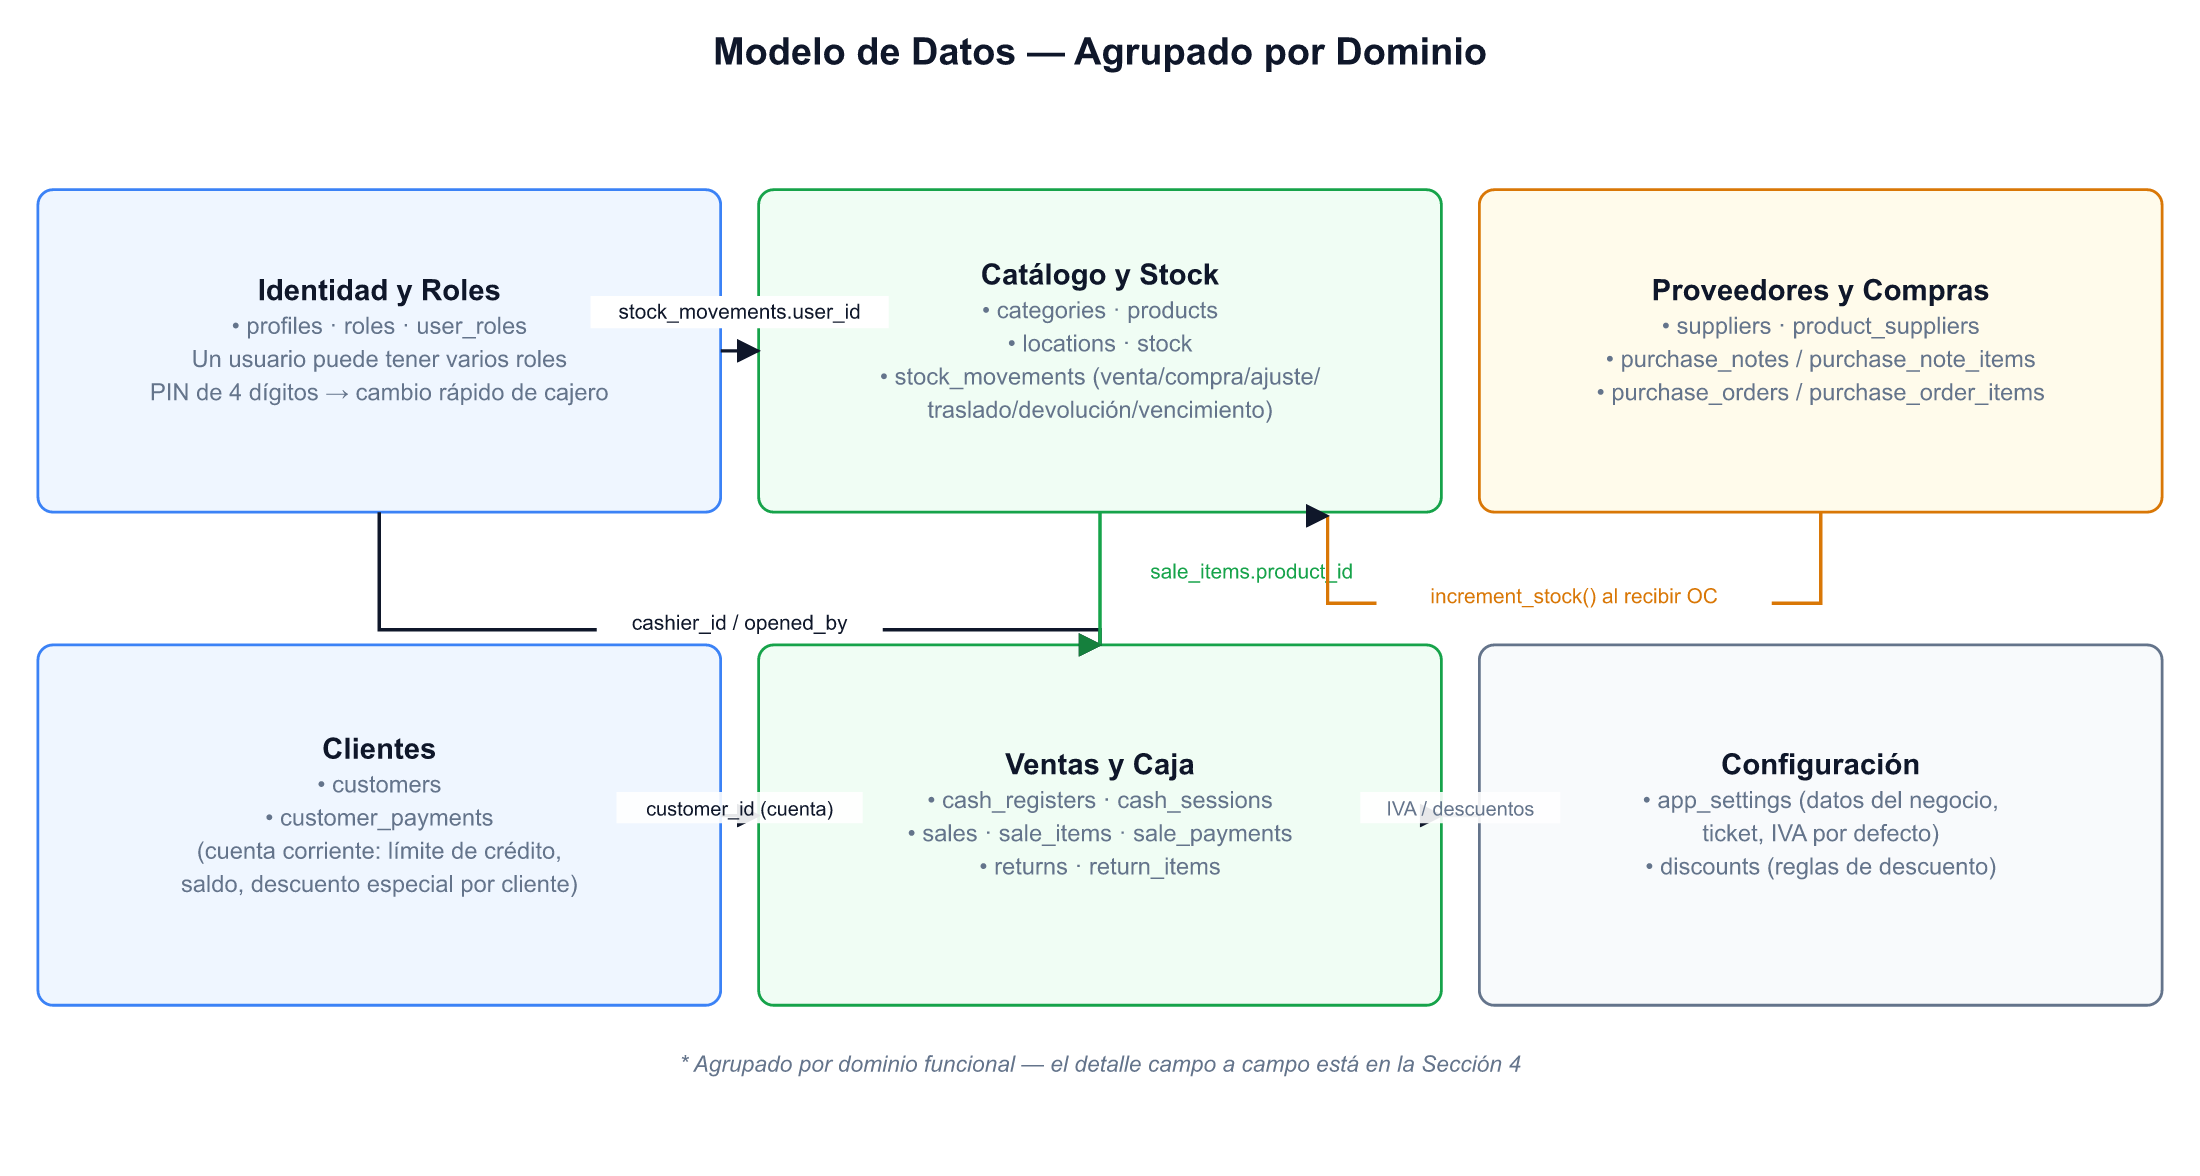 Modelo de Datos — Agrupado por Dominio
Identidad y Roles
• profiles · roles · user_roles
Un usuario puede tener varios roles
PIN de 4 dígitos → cambio rápido de cajero
stock_movements.user_id
Catálogo y Stock
• categories · products
• locations · stock
• stock_movements (venta/compra/ajuste/
traslado/devolución/vencimiento)
Proveedores y Compras
• suppliers · product_suppliers
• purchase_notes / purchase_note_items
• purchase_orders / purchase_order_items
sale_items.product_id
increment_stock() al recibir OC
cashier_id / opened_by
Clientes
• customers
• customer_payments
(cuenta corriente: límite de crédito,
saldo, descuento especial por cliente)
customer_id (cuenta)
Ventas y Caja
• cash_registers · cash_sessions
• sales · sale_items · sale_payments
• returns · return_items
IVA / descuentos
Configuración
• app_settings (datos del negocio,
ticket, IVA por defecto)
• discounts (reglas de descuento)
* Agrupado por dominio funcional — el detalle campo a campo está en la Sección 4